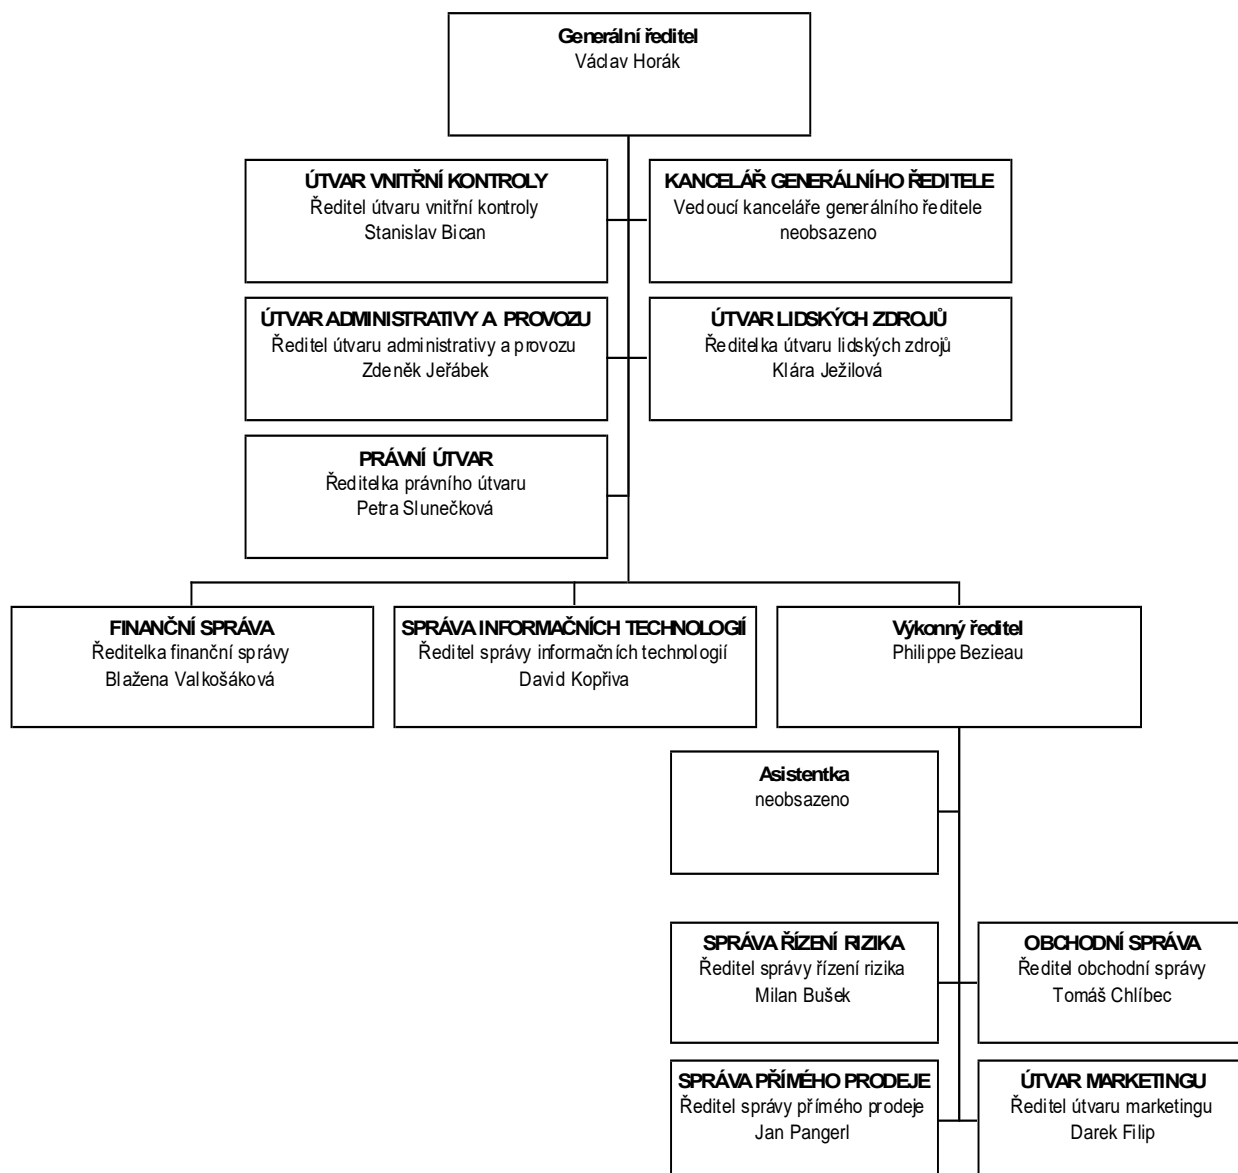 Generální ředitel
Václav Horák
ÚTVAR VNITŘNÍ KONTROLY
Ředitel útvaru vnitřní kontroly
Stanislav Bican
KANCELÁŘ GENERÁLNÍHO ŘEDITELE
Vedoucí kanceláře generálního ředitele
neobsazeno
ÚTVAR ADMINISTRATIVY A PROVOZU
Ředitel útvaru administrativy a provozu
Zdeněk Jeřábek
ÚTVAR LIDSKÝCH ZDROJŮ
Ředitelka útvaru lidských zdrojů
Klára Ježilová
PRÁVNÍ ÚTVAR
Ředitelka právního útvaru
Petra Slunečková
FINANČNÍ SPRÁVA
Ředitelka finanční správy
Blažena Valkošáková
SPRÁVA INFORMAČNÍCH TECHNOLOGIÍ
Ředitel správy informačních technologií
David Kopřiva
Výkonný ředitel
Philippe Bezieau
Asistentka
neobsazeno
SPRÁVA ŘÍZENÍ RIZIKA
Ředitel správy řízení rizika
Milan Bušek
OBCHODNÍ SPRÁVA
Ředitel obchodní správy
Tomáš Chlíbec
SPRÁVA PŘÍMÉHO PRODEJE
Ředitel správy přímého prodeje
Jan Pangerl
ÚTVAR MARKETINGU
Ředitel útvaru marketingu
Darek Filip